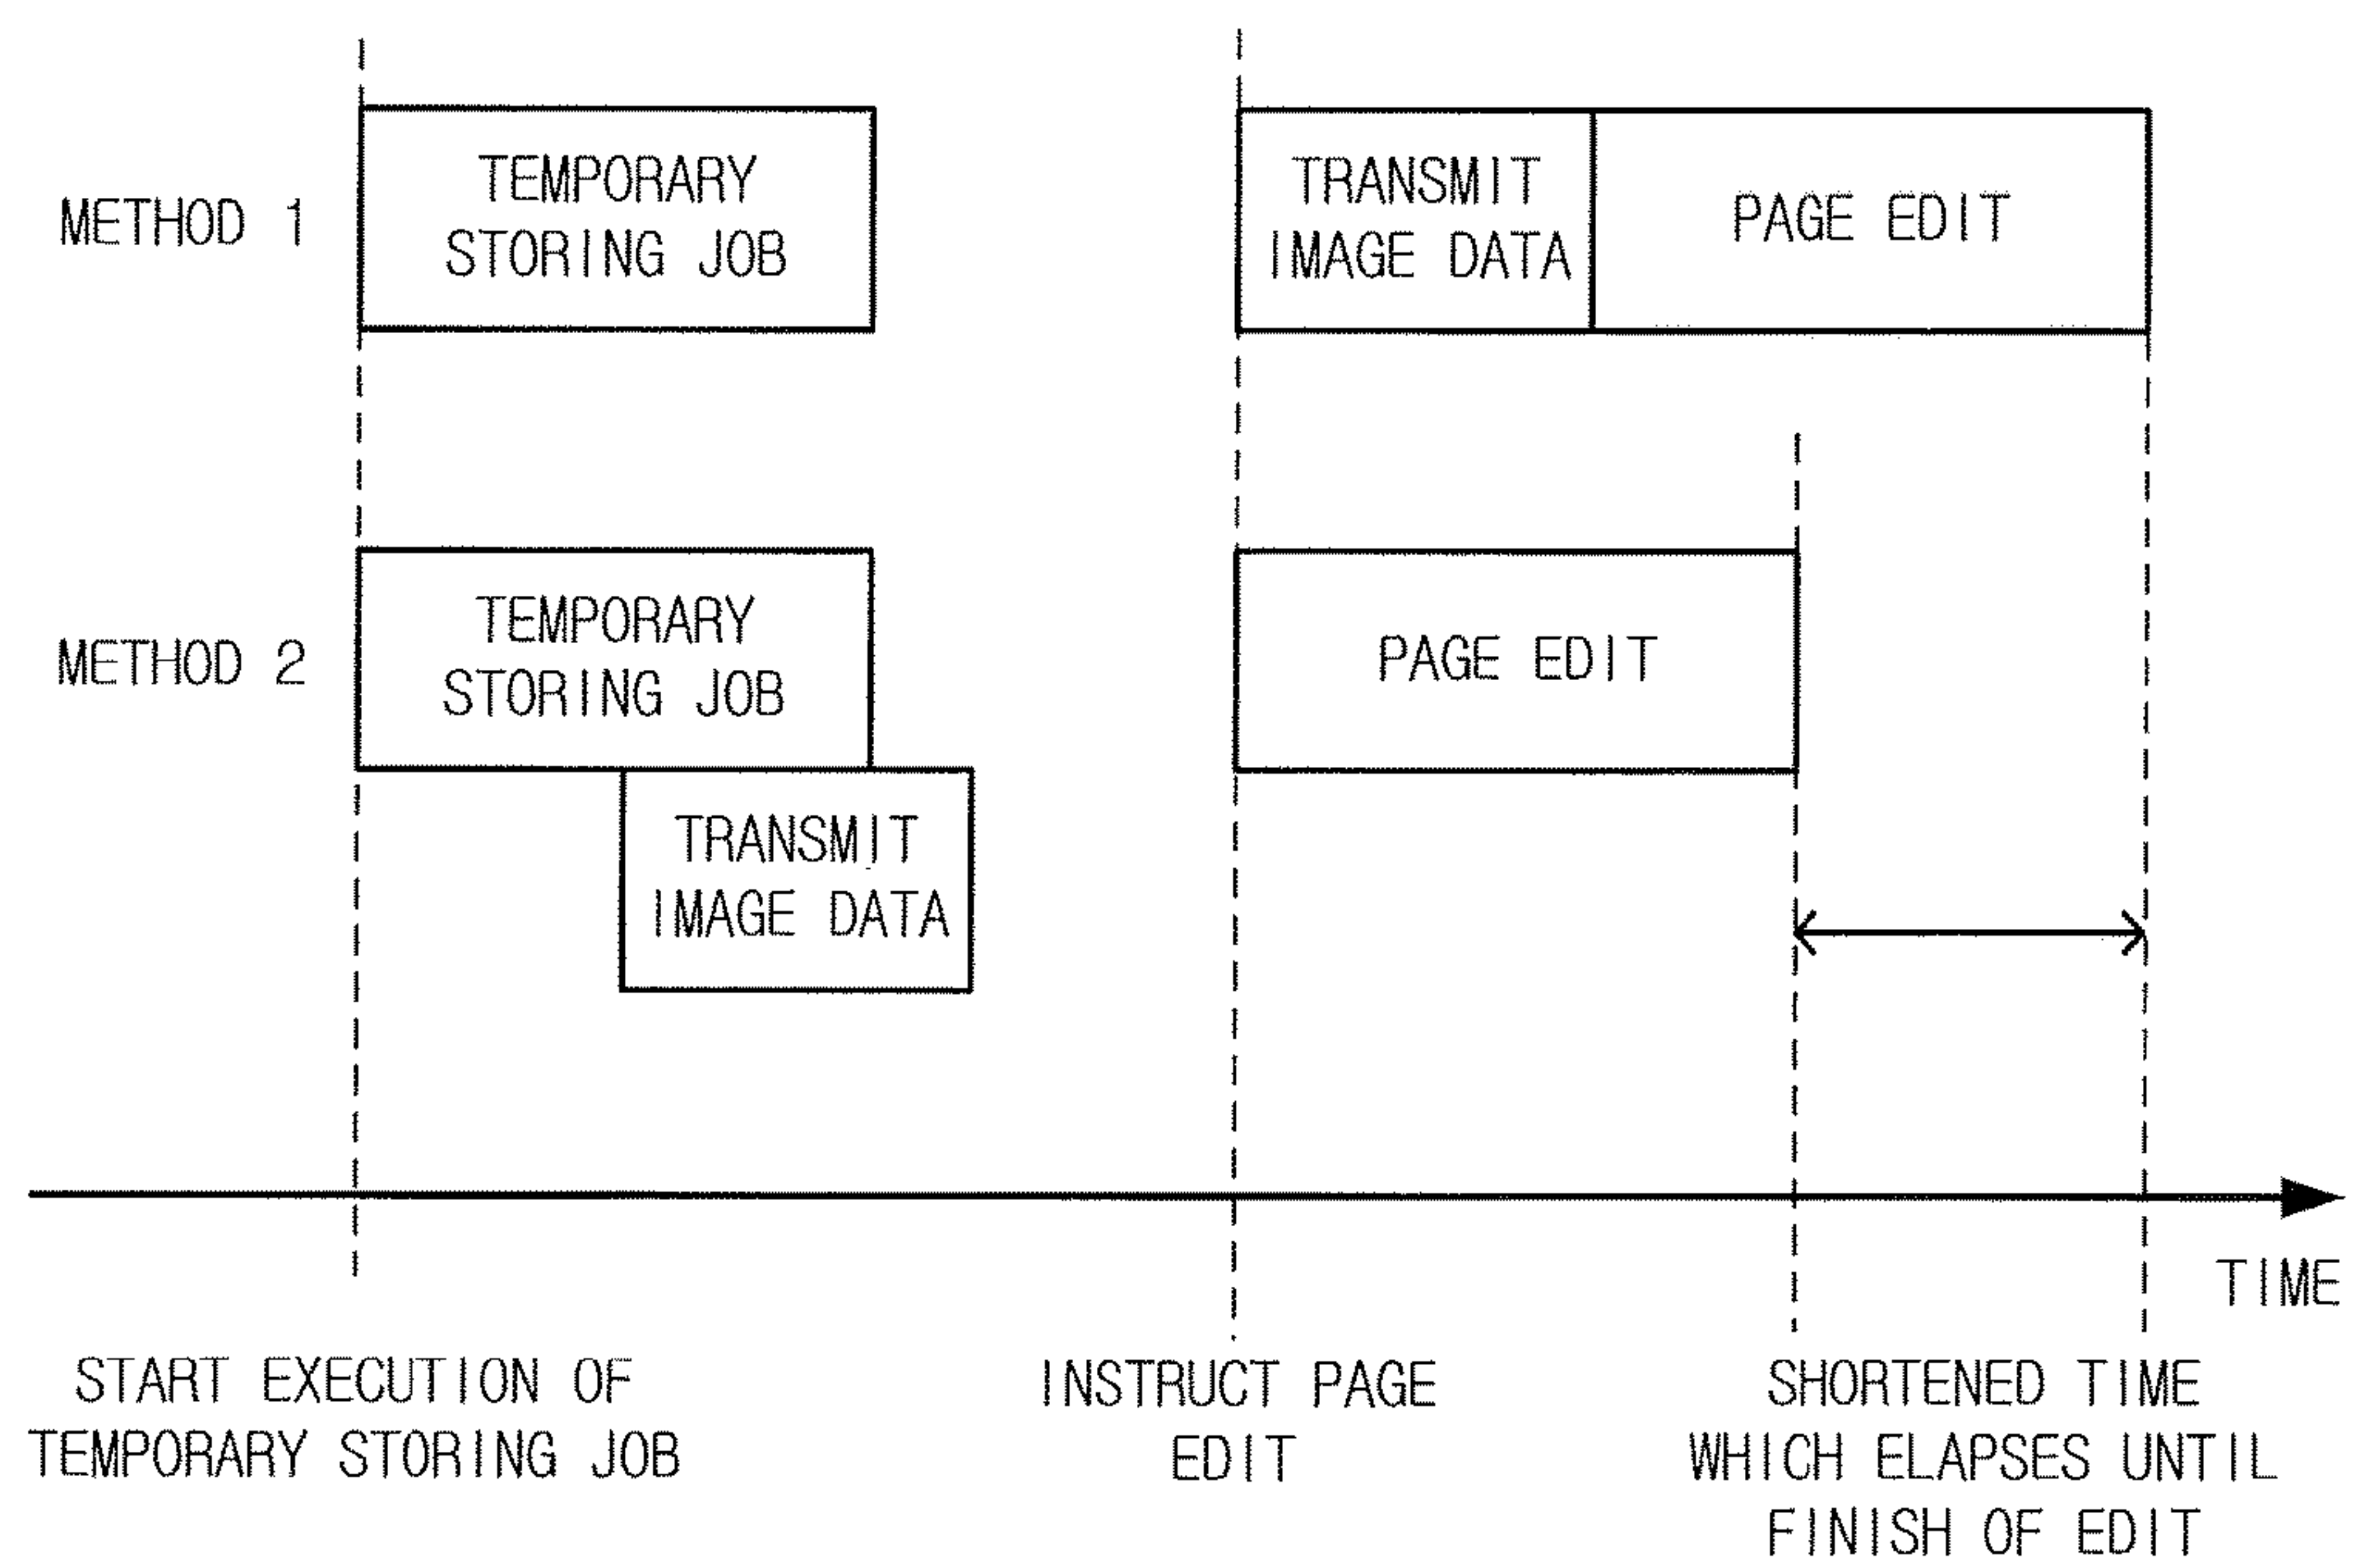 METHOD 1
TEMPORARY
STORING JOB
TRANSMIT
IMAGE DATA
PAGE EDIT
METHOD 2
TEMPORARY
STORING JOB
TRANSMIT
IMAGE DATA
PAGE EDIT
TIME
START EXECUTION OF
TEMPORARY STORING JOB
INSTRUCT PAGE
EDIT
SHORTENED TIME
WHICH ELAPSES UNTIL
FINISH OF EDIT